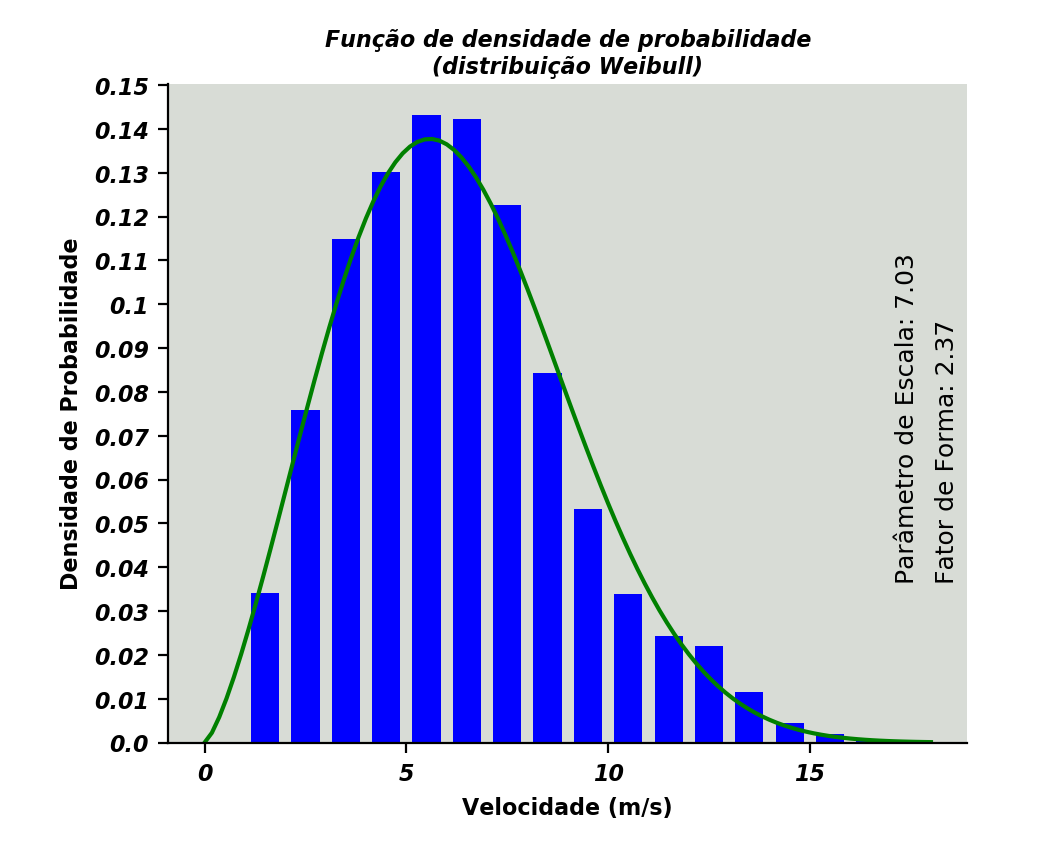 Função de densidade de probabilidade
(distribuição Weibull)
Densidade de Probabilidade
0.15
0.14
0.13
0.12
0.11
0.1
0.09
0.08
0.07
0.06
0.05
0.04
0.03
0.02
0.01
0.0
Parâmetro de Escala: 7.03
Fator de Forma: 2.37
0 5 10 15
Velocidade (m/s)